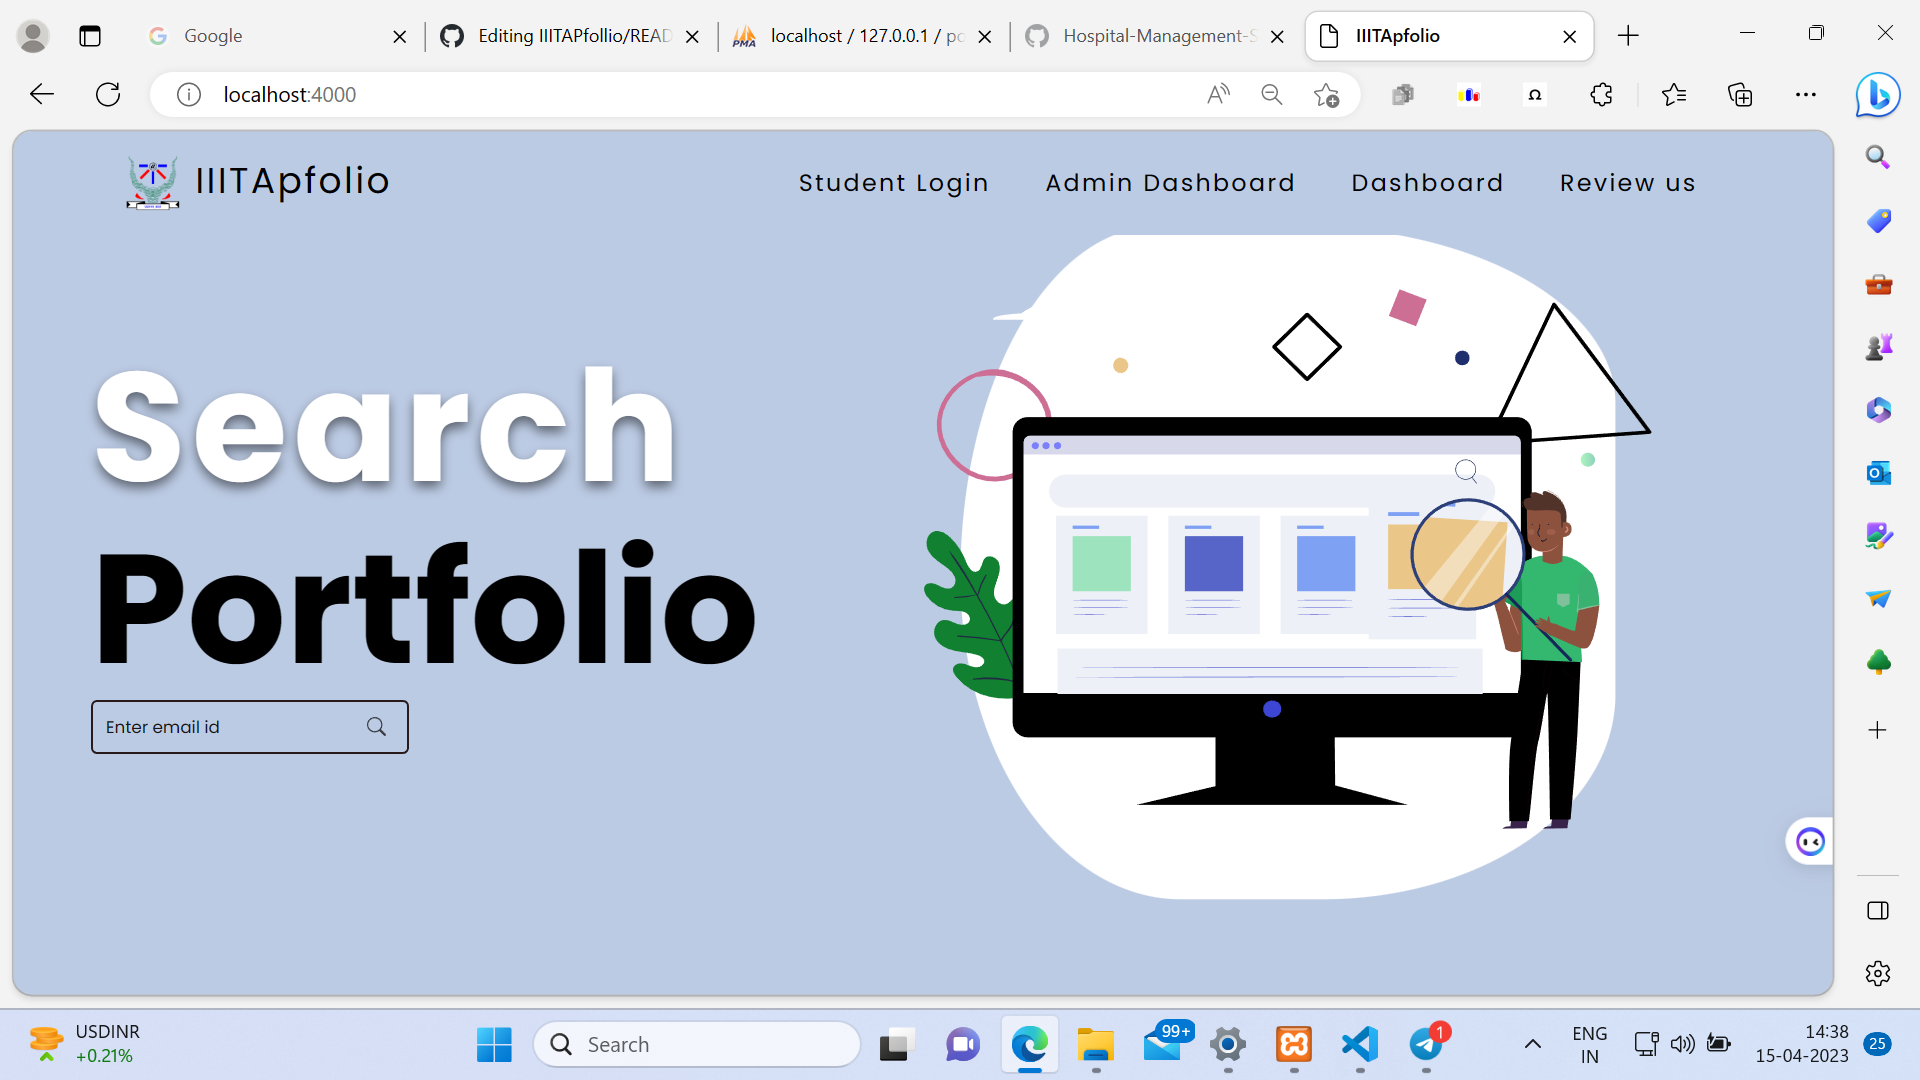 Google
Editing IIITAPfollio/READ
localhost / 127.0.0.1 / po
Hospital-Management-S
IIITApfolio
localhost:4000
IIITApfolio
Student Login
Admin Dashboard
Dashboard
Review us
Search
Portfolio
Enter email id
USDINR
+0.21%
Search
99+
1
ENG
IN
14:38
15-04-2023
25